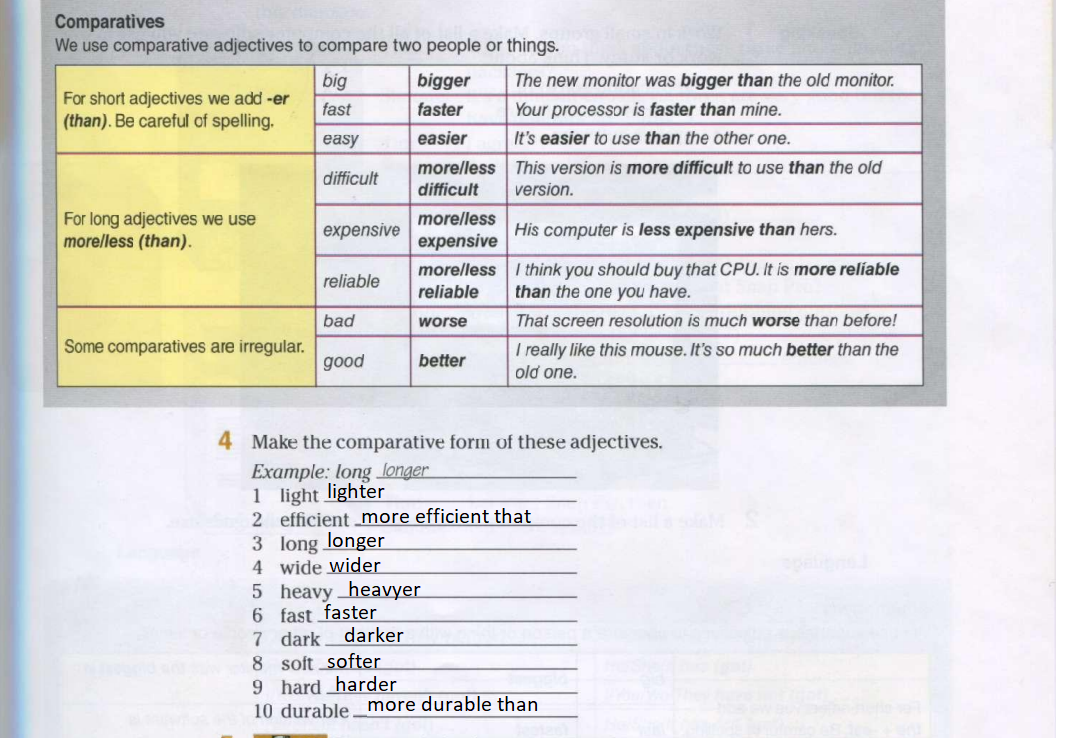 Comparatives
We use comparative adjectives to compare two people or things.
For short adjectives we add -er (than). Be careful of spelling.
big bigger The new monitor was bigger than the old monitor.
fast faster Your processor is faster than mine.
easy easier It's easier to use than the other one.
For long adjectives we use more/less (than).
difficult more/less difficult This version is more difficult to use than the old version.
expensive more/less expensive His computer is less expensive than hers.
reliable more/less reliable I think you should buy that CPU. It is more reliable than the one you have.
Some comparatives are irregular.
bad worse That screen resolution is much worse than before!
good better I really like this mouse. It's so much better than the old one.
4 Make the comparative form of these adjectives.
Example: long longer
1 light lighter
2 efficient more efficient that
3 long longer
4 wide wider
5 heavy heavyer
6 fast faster
7 dark darker
8 soft softer
9 hard harder
10 durable more durable than